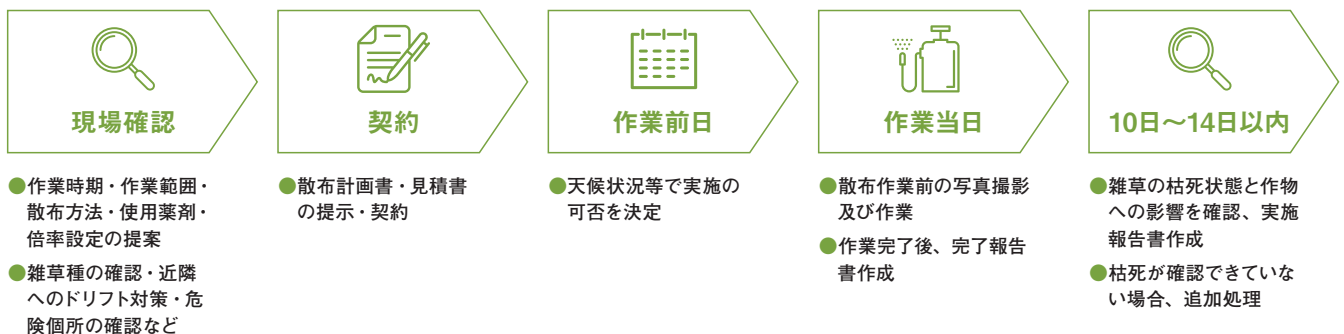 現場確認
●作業時期・作業範囲・
散布方法・使用薬剤・
倍率設定の提案
●雑草種の確認・近隣
へのドリフト対策・危
険個所の確認など
契約
●散布計画書・見積書
の提示・契約
作業前日
●天候状況等で実施の
可否を決定
作業当日
●散布作業前の写真撮影
及び作業
●作業完了後、完了報告
書作成
10日〜14日以内
●雑草の枯死状態と作物
への影響を確認、実施
報告書作成
●枯死が確認できていな
い場合、追加処理